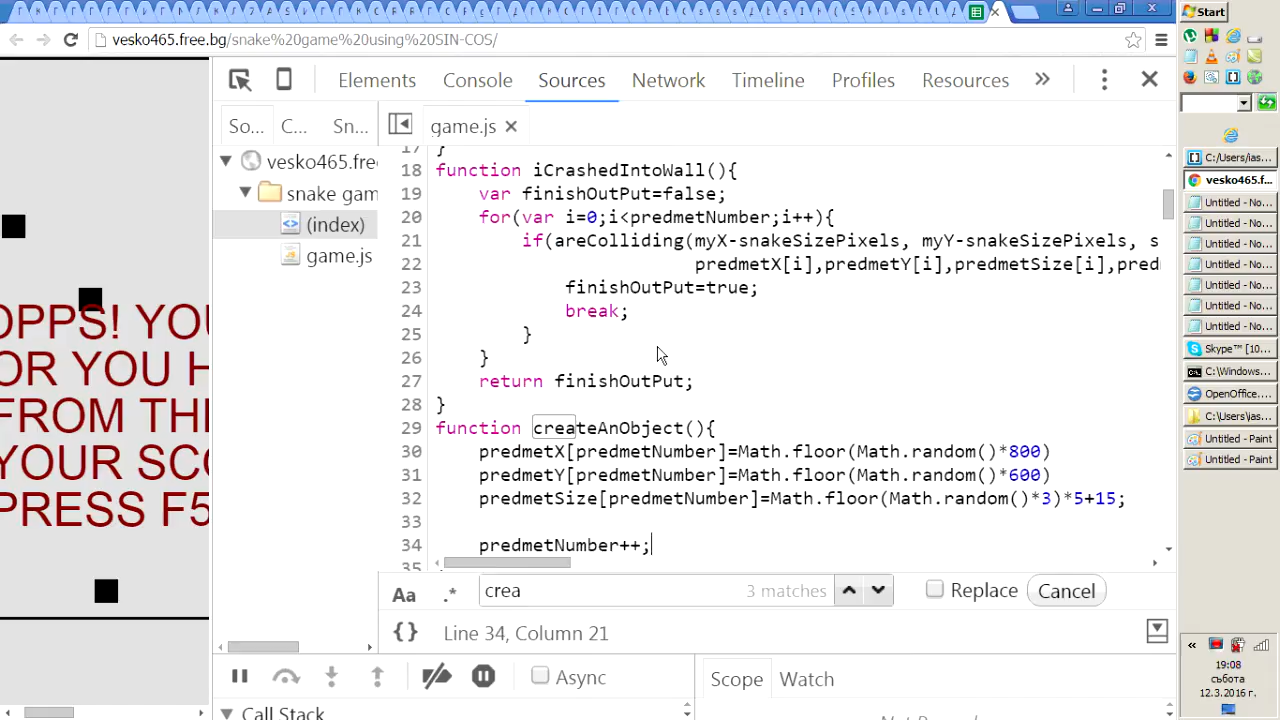 Start
vesko465.free.bg/snake%20game%20using%20SIN-COS/
Elements Console Sources Network Timeline Profiles Resources
So... C... Sn... game.js
vesko465.free
snake gam
(index)
game.js
17 }
18 function iCrashedIntoWall(){
19 var finishOutPut=false;
20 for(var i=0;i<predmetNumber;i++){
21 if(areColliding(myX-snakeSizePixels, myY-snakeSizePixels, s
22 predmetX[i],predmetY[i],predmetSize[i],pred
23 finishOutPut=true;
24 break;
25 }
26 }
27 return finishOutPut;
28 }
29 function createAnObject(){
30 predmetX[predmetNumber]=Math.floor(Math.random()*800)
31 predmetY[predmetNumber]=Math.floor(Math.random()*600)
32 predmetSize[predmetNumber]=Math.floor(Math.random()*3)*5+15;
33
34 predmetNumber++;
35
Aa .* crea 3 matches Replace Cancel
{} Line 34, Column 21
Async
Scope Watch
Call Stack
OPPS! YOU
OR YOU H
FROM THE
YOUR SCO
PRESS F5
C:/Users/ias...
vesko465.f...
Untitled - No...
Untitled - No...
Untitled - No...
Untitled - No...
Untitled - No...
Untitled - No...
Untitled - No...
Skype™ [10...
C:\Windows...
OpenOffice...
C:\Users\ias...
Untitled - Paint
Untitled - Paint
19:08
събота
12.3.2016 г.